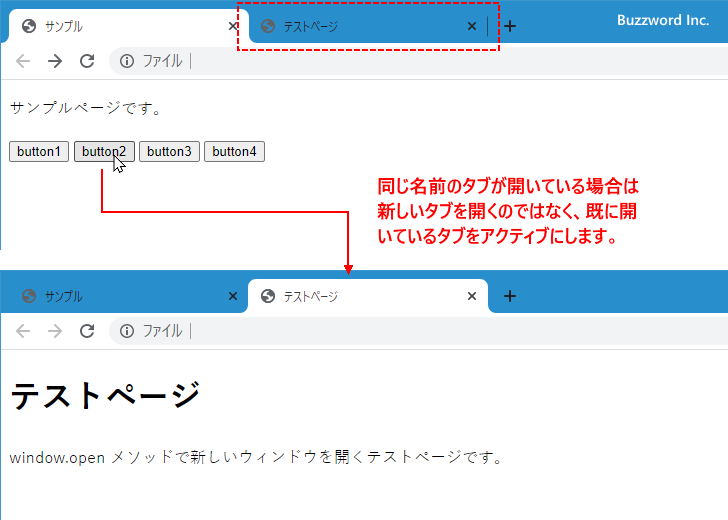 サンプル
テストページ
Buzzword Inc.
ファイル
サンプルページです。
button1 button2 button3 button4
同じ名前のタブが開いている場合は
新しいタブを開くのではなく、既に開
いているタブをアクティブにします。
サンプル
テストページ
ファイル
テストページ
window.open メソッドで新しいウィンドウを開くテストページです。